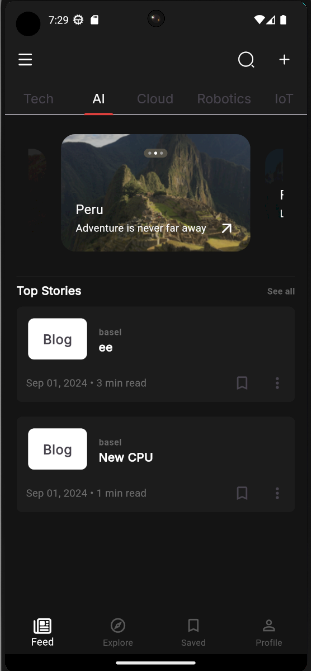 7:29
Tech AI Cloud Robotics IoT
Peru
Adventure is never far away
Top Stories See all
Blog
basel
ee
Sep 01, 2024 • 3 min read
Blog
basel
New CPU
Sep 01, 2024 • 1 min read
Feed Explore Saved Profile